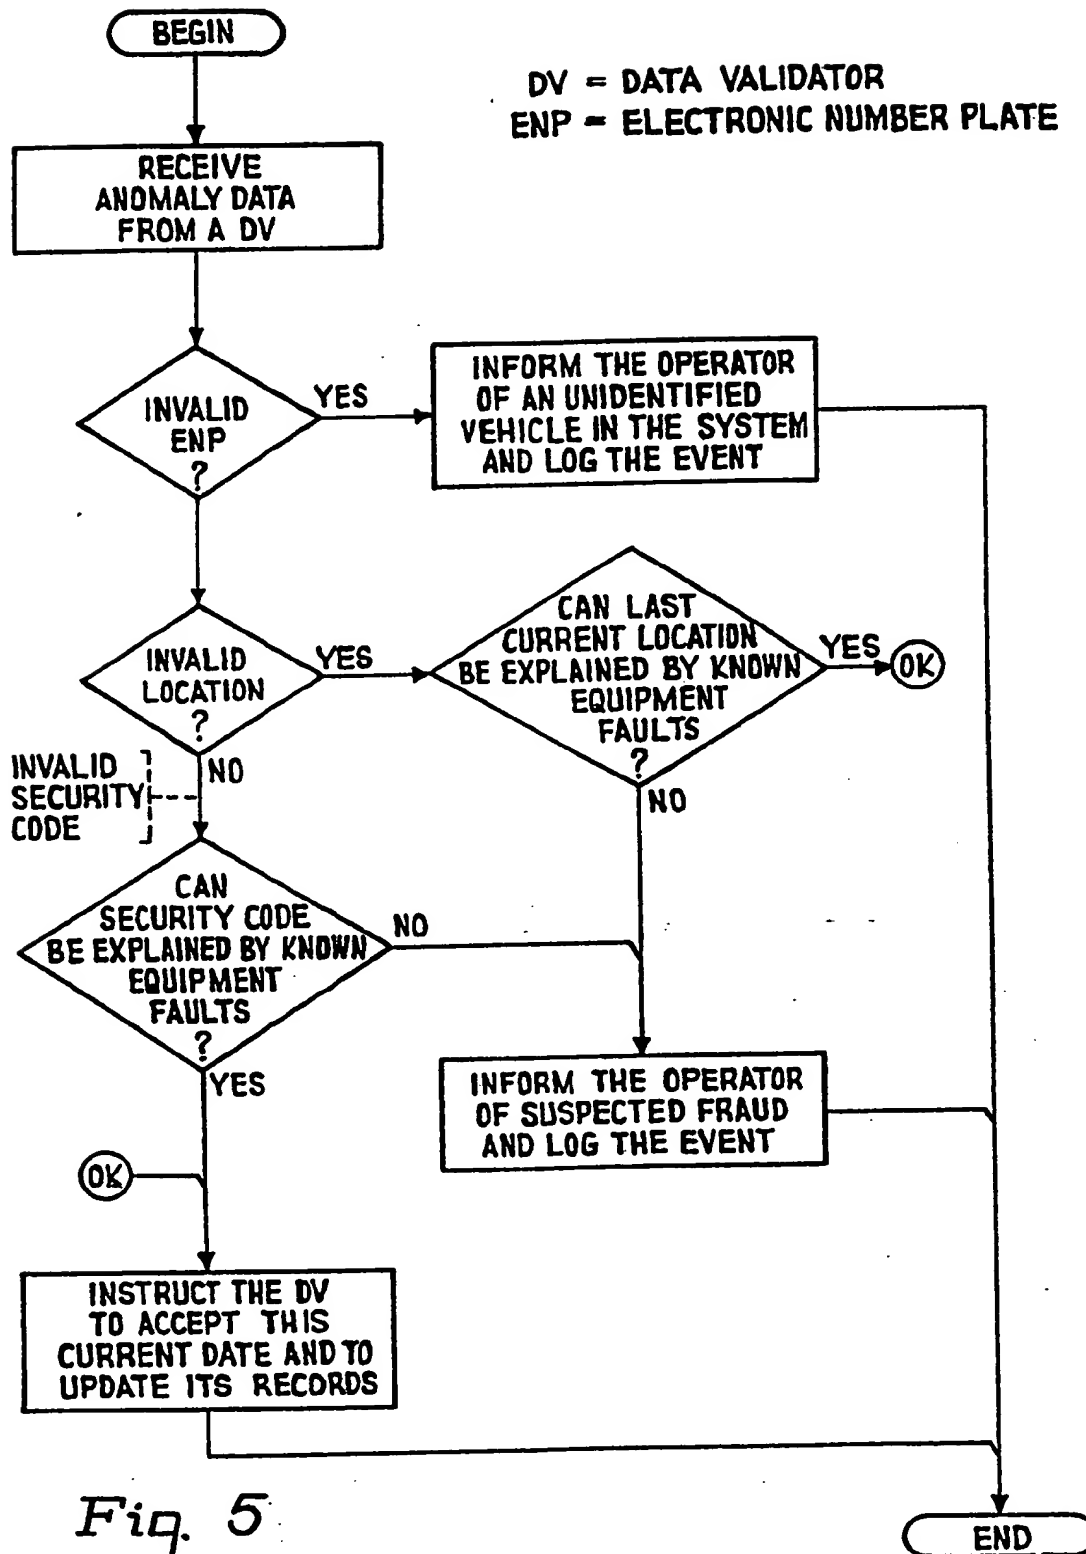 BEGIN
DV = DATA VALIDATOR
ENP = ELECTRONIC NUMBER PLATE
RECEIVE
ANOMALY DATA
FROM A DV
INVALID
ENP
?
YES
INFORM THE OPERATOR
OF AN UNIDENTIFIED
VEHICLE IN THE SYSTEM
AND LOG THE EVENT
INVALID
LOCATION
?
YES
CAN LAST
CURRENT LOCATION
BE EXPLAINED BY KNOWN
EQUIPMENT
FAULTS
?
YES
OK
NO
INVALID
SECURITY
CODE
NO
CAN
SECURITY CODE
BE EXPLAINED BY KNOWN
EQUIPMENT
FAULTS
?
NO
YES
INFORM THE OPERATOR
OF SUSPECTED FRAUD
AND LOG THE EVENT
OK
INSTRUCT THE DV
TO ACCEPT THIS
CURRENT DATE AND TO
UPDATE ITS RECORDS
Fig. 5
END